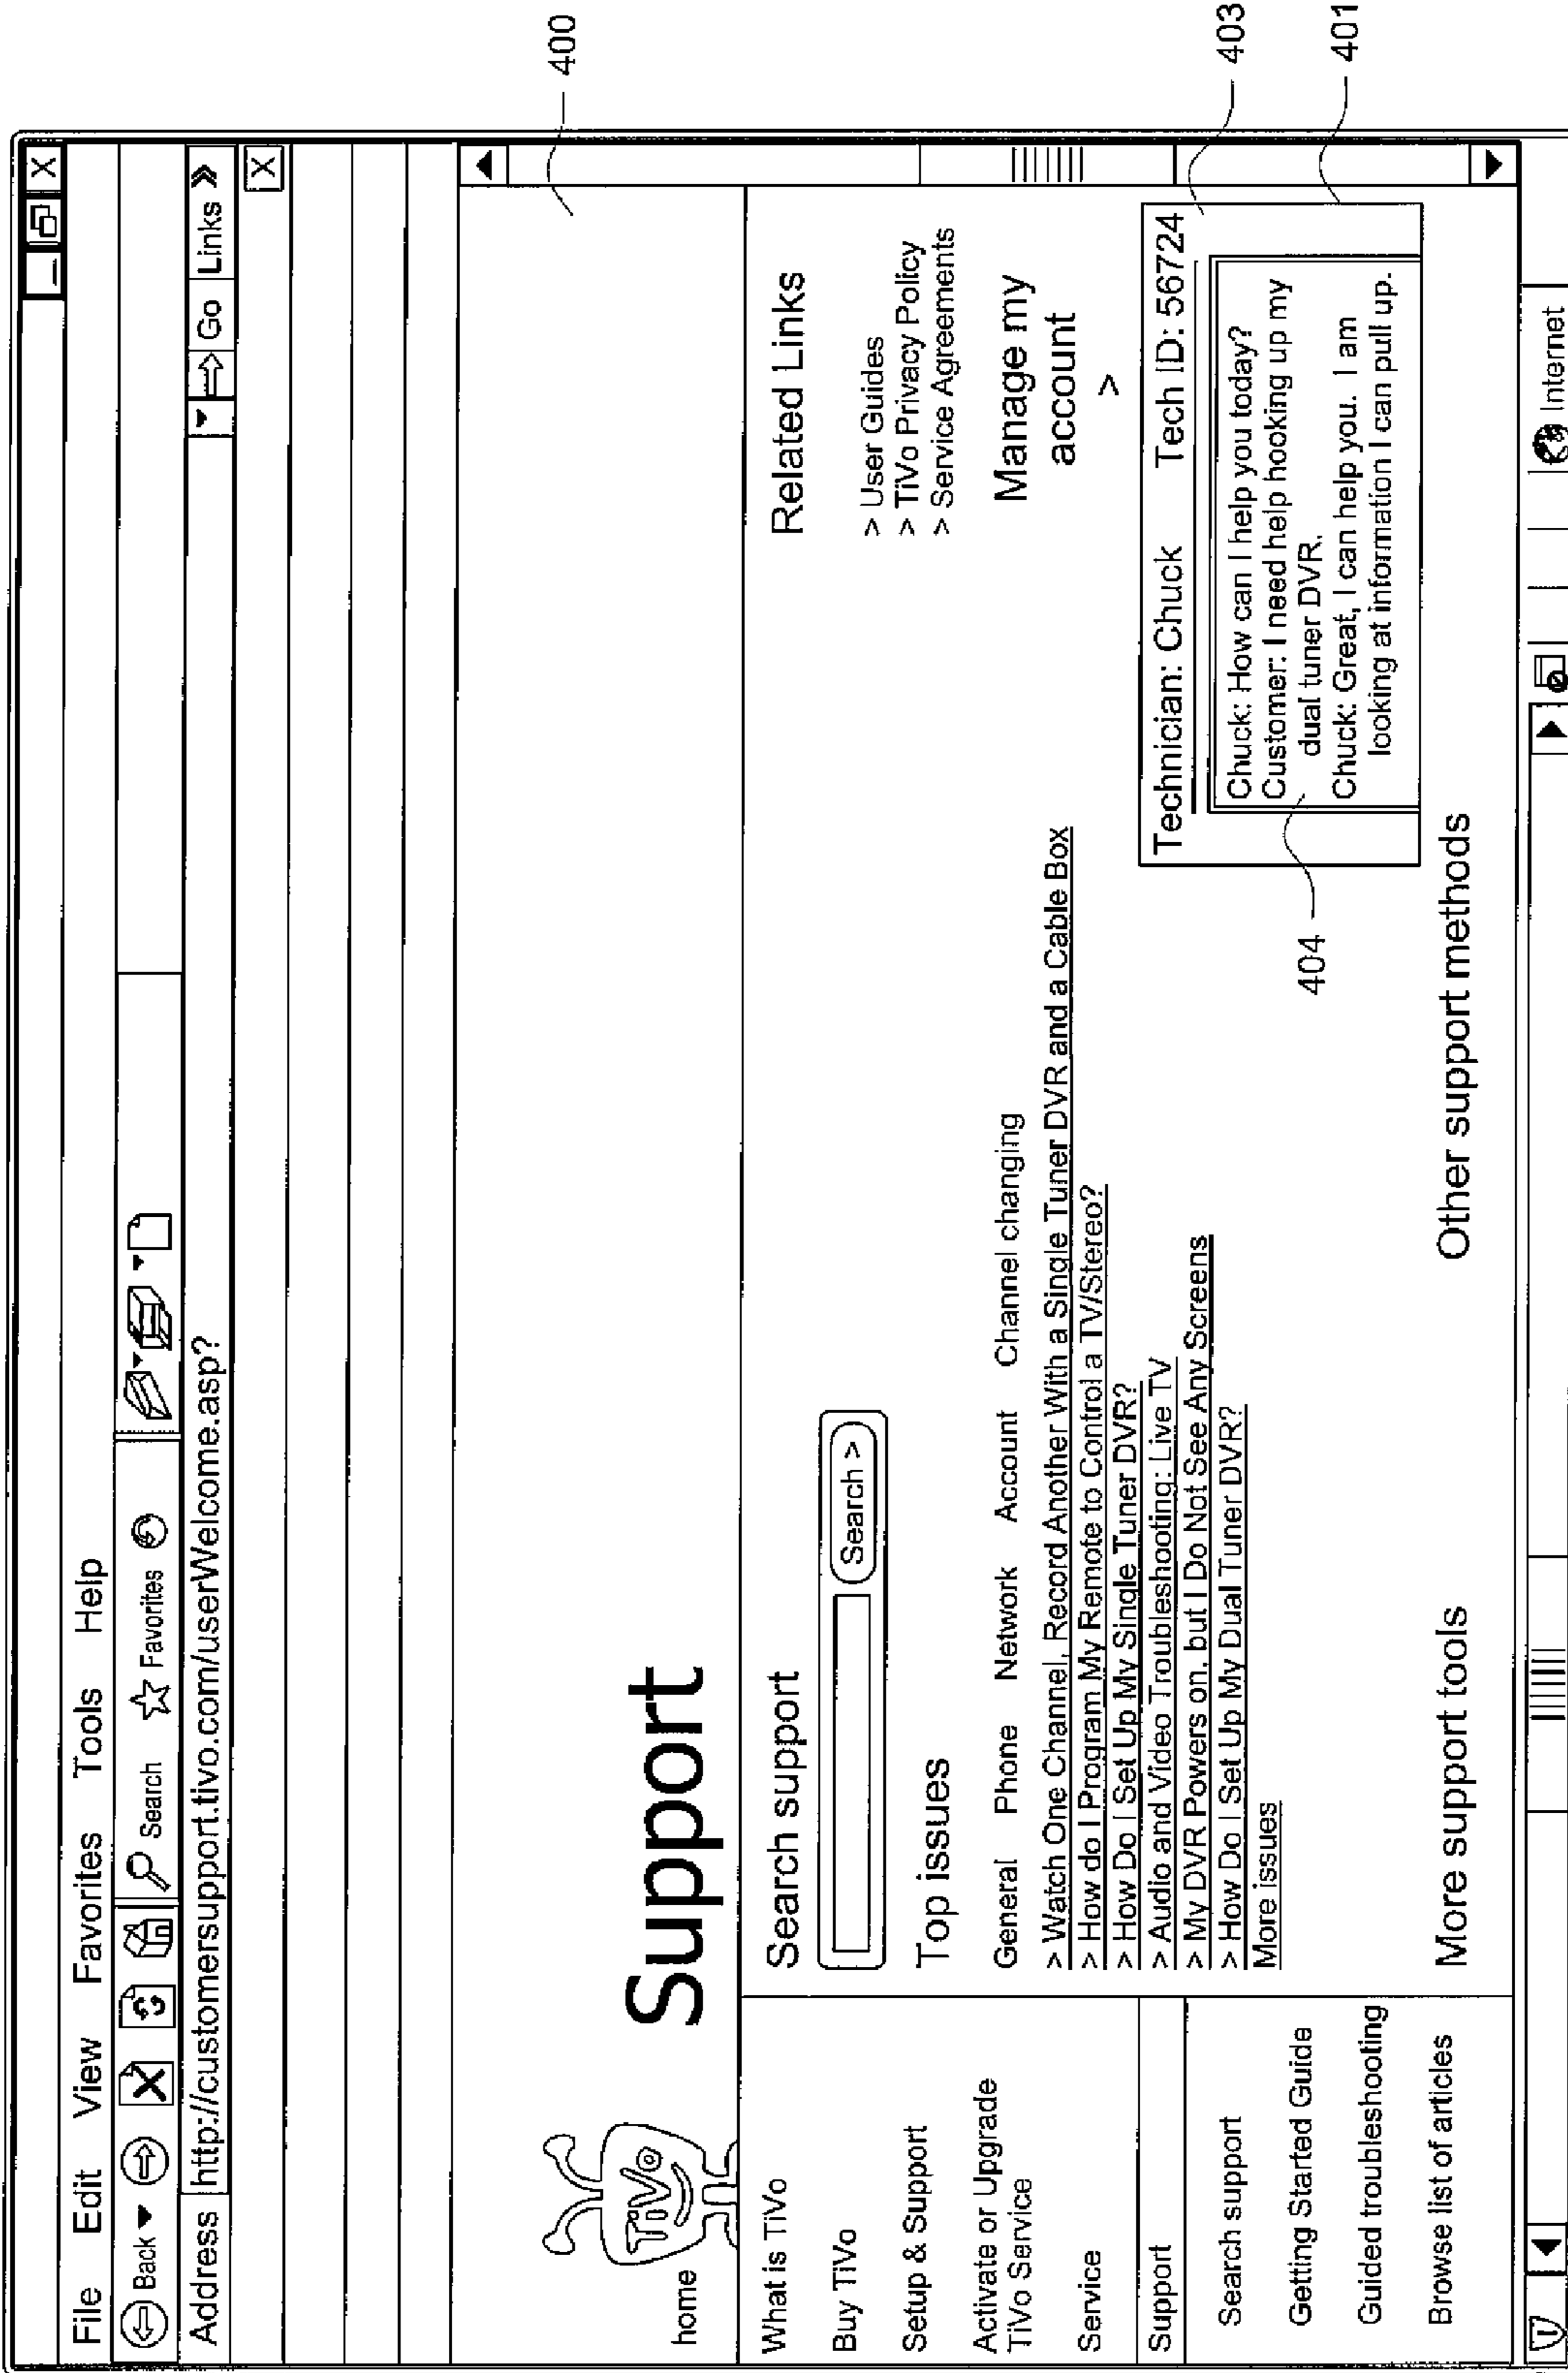 File Edit View Favorites Tools Help
Back Search Favorites
Address http://customersupport.tivo.com/userWelcome.asp? Go Links »
X
400
TiVo
home
Support
What is TiVo
Buy TiVo
Setup & Support
Activate or Upgrade
TiVo Service
Service
Support
Search support
Getting Started Guide
Guided troubleshooting
Browse list of articles
Search support
Search >
Top issues
General Phone Network Account Channel changing
> Watch One Channel, Record Another With a Single Tuner DVR and a Cable Box
> How do I Program My Remote to Control a TV/Stereo?
> How Do I Set Up My Single Tuner DVR?
> Audio and Video Troubleshooting: Live TV
> My DVR Powers on, but I Do Not See Any Screens
> How Do I Set Up My Dual Tuner DVR?
More issues
More support tools
Other support methods
Related Links
> User Guides
> TiVo Privacy Policy
> Service Agreements
Manage my
account
>
Technician: Chuck Tech ID: 56724
Chuck: How can I help you today?
Customer: I need help hooking up my
dual tuner DVR.
Chuck: Great, I can help you. I am
looking at information I can pull up.
403
401
404
Internet